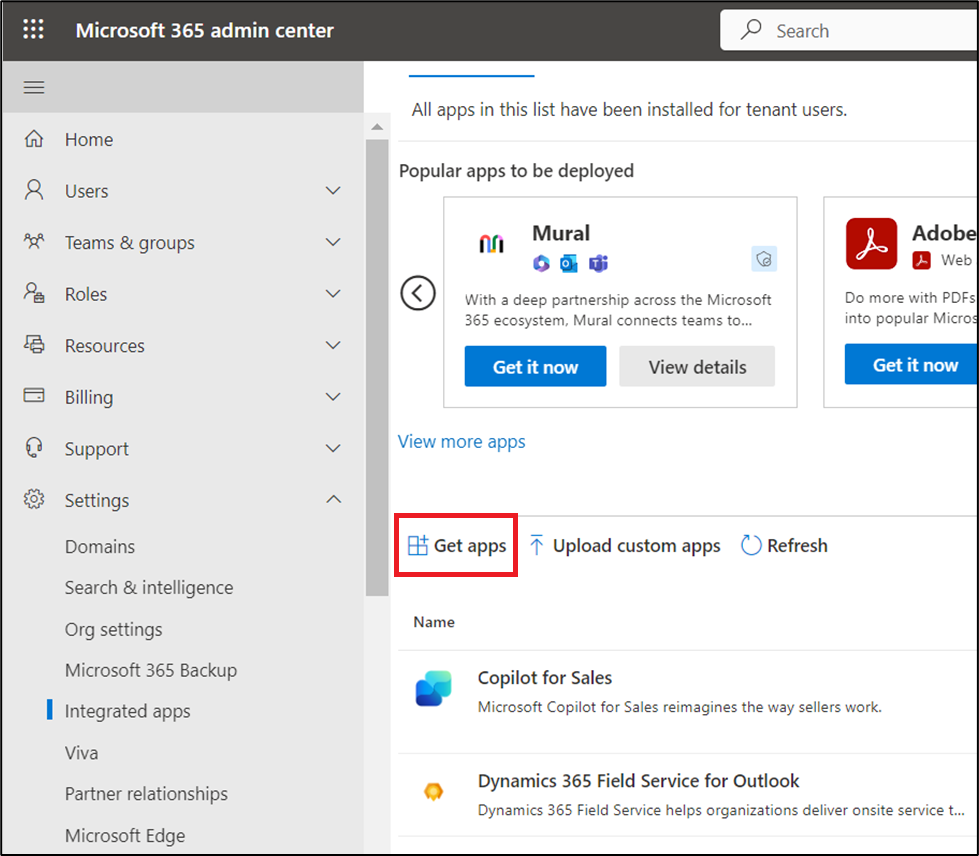 Microsoft 365 admin center
Search
Home
Users
Teams & groups
Roles
Resources
Billing
Support
Settings
Domains
Search & intelligence
Org settings
Microsoft 365 Backup
Integrated apps
Viva
Partner relationships
Microsoft Edge
All apps in this list have been installed for tenant users.
Popular apps to be deployed
Mural
With a deep partnership across the Microsoft
365 ecosystem, Mural connects teams to...
Get it now
View details
Adobe
Web
Do more with PDFs
into popular Micros
Get it now
View more apps
Get apps
Upload custom apps
Refresh
Name
Copilot for Sales
Microsoft Copilot for Sales reimagines the way sellers work.
Dynamics 365 Field Service for Outlook
Dynamics 365 Field Service helps organizations deliver onsite service t...